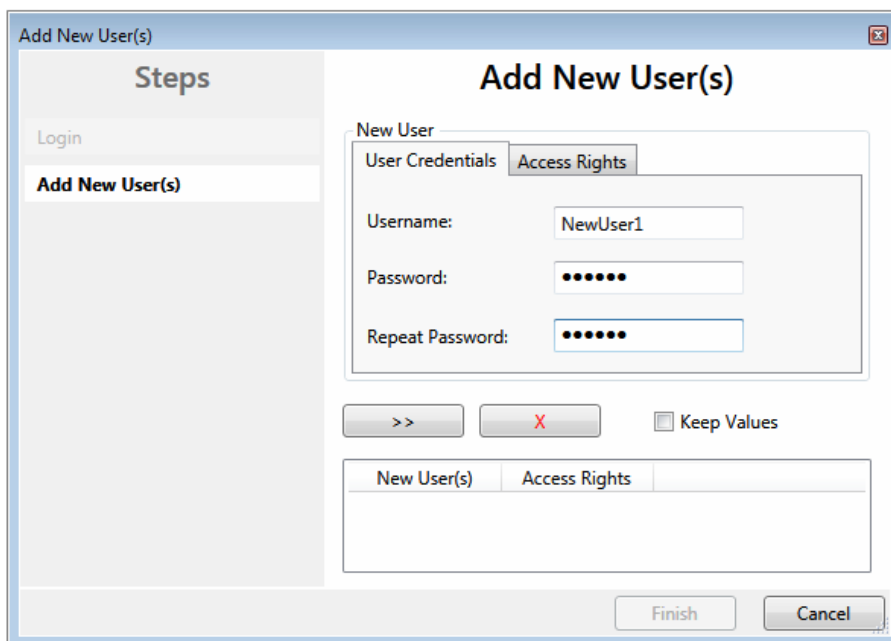 Add New User(s)
Steps
Login
Add New User(s)
Add New User(s)
New User
User Credentials Access Rights
Username: NewUser1
Password: ●●●●●●
Repeat Password: ●●●●●●
>> X Keep Values
New User(s) Access Rights
Finish Cancel